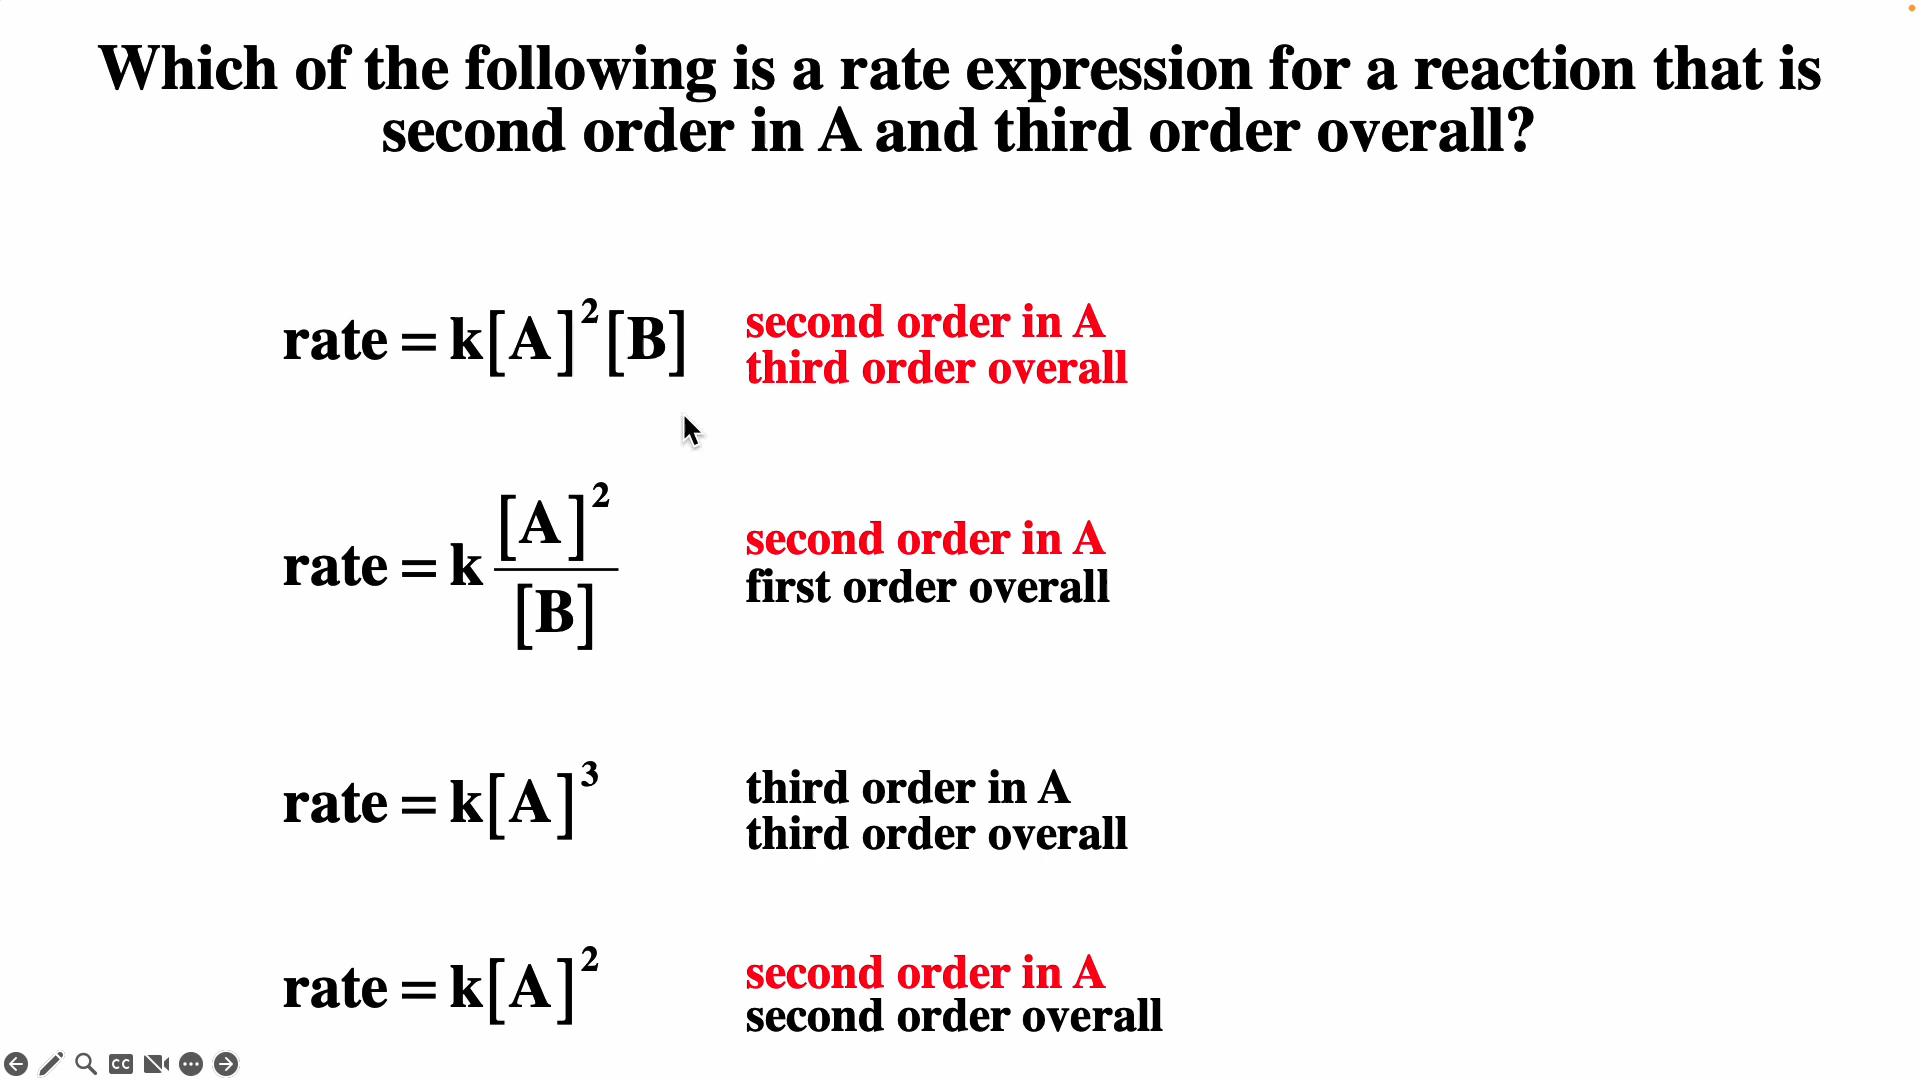 Which of the following is a rate expression for a reaction that is
second order in A and third order overall?
rate = k[A]²[B]
second order in A
third order overall
rate = k [A]²/[B]
second order in A
first order overall
rate = k[A]³
third order in A
third order overall
rate = k[A]²
second order in A
second order overall
CC